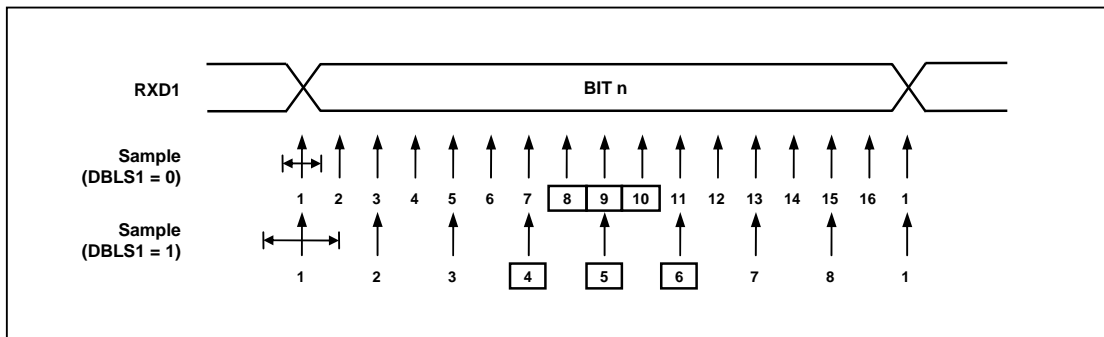 RXD1
BIT n
Sample
(DBLS1 = 0)
1 2 3 4 5 6 7 8 9 10 11 12 13 14 15 16 1
Sample
(DBLS1 = 1)
1 2 3 4 5 6 7 8 1